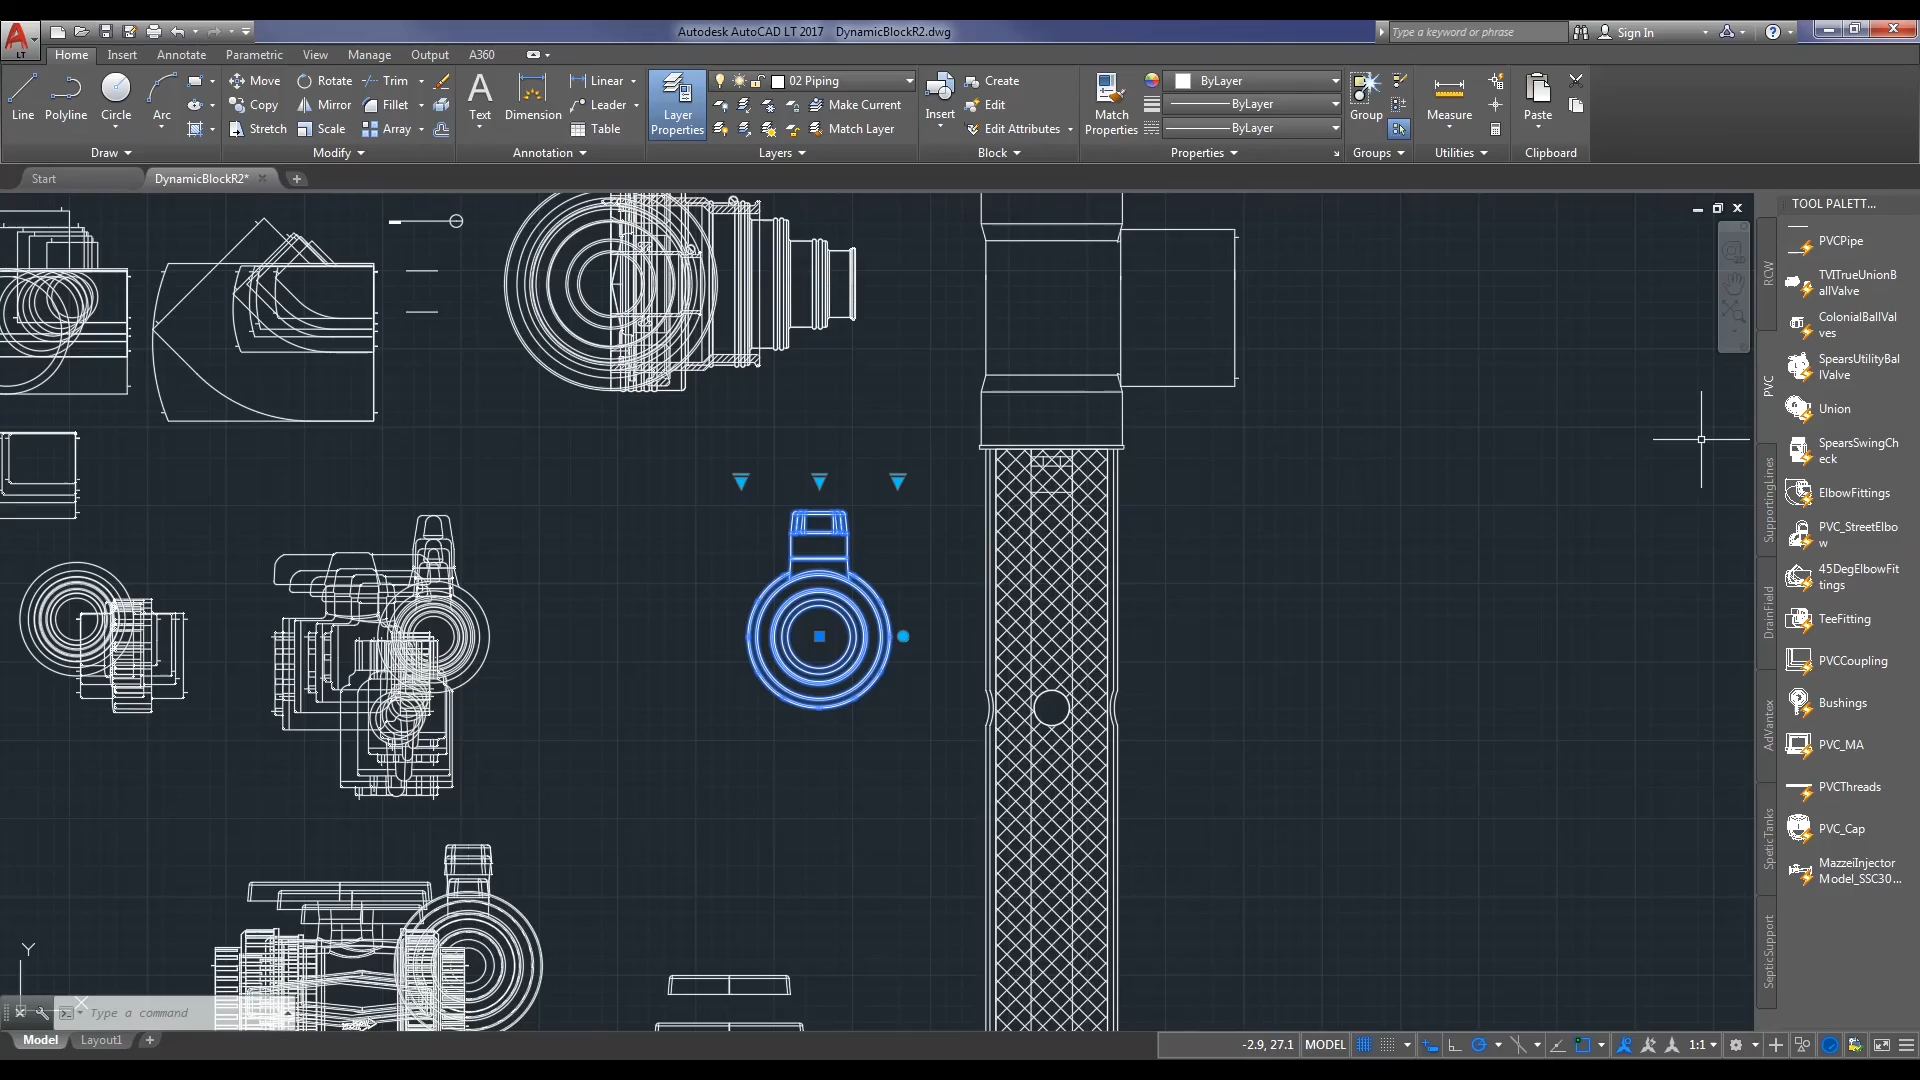 Autodesk AutoCAD LT 2017 DynamicBlockR2.dwg
Type a keyword or phrase
Sign In
LT
Home Insert Annotate Parametric View Manage Output A360
Line Polyline Circle Arc
Move Rotate Trim
Copy Mirror Fillet
Stretch Scale Array
Text Dimension
Linear
Leader
Table
Layer Properties
02 Piping
Make Current
Match Layer
Insert
Create
Edit
Edit Attributes
Match Properties
ByLayer
ByLayer
ByLayer
Group
Measure
Paste
Draw Modify Annotation Layers Block Properties Groups Utilities Clipboard
Start DynamicBlockR2*
TOOL PALETT...
PVCPipe
TVITrueUnionB
allValve
ColonialBallVal
ves
SpearsUtilityBal
lValve
Union
SpearsSwingCh
eck
ElbowFittings
PVC_StreetElbo
w
45DegElbowFit
tings
TeeFitting
PVCCoupling
Bushings
PVC_MA
PVCThreads
PVC_Cap
MazzeiInjector
Model_SSC30...
RCW
PVC
SupportingLines
DrainField
AdVantex
SpeticTanks
SepticSupport
Y
Type a command
Model Layout1
-2.9, 27.1 MODEL 1:1